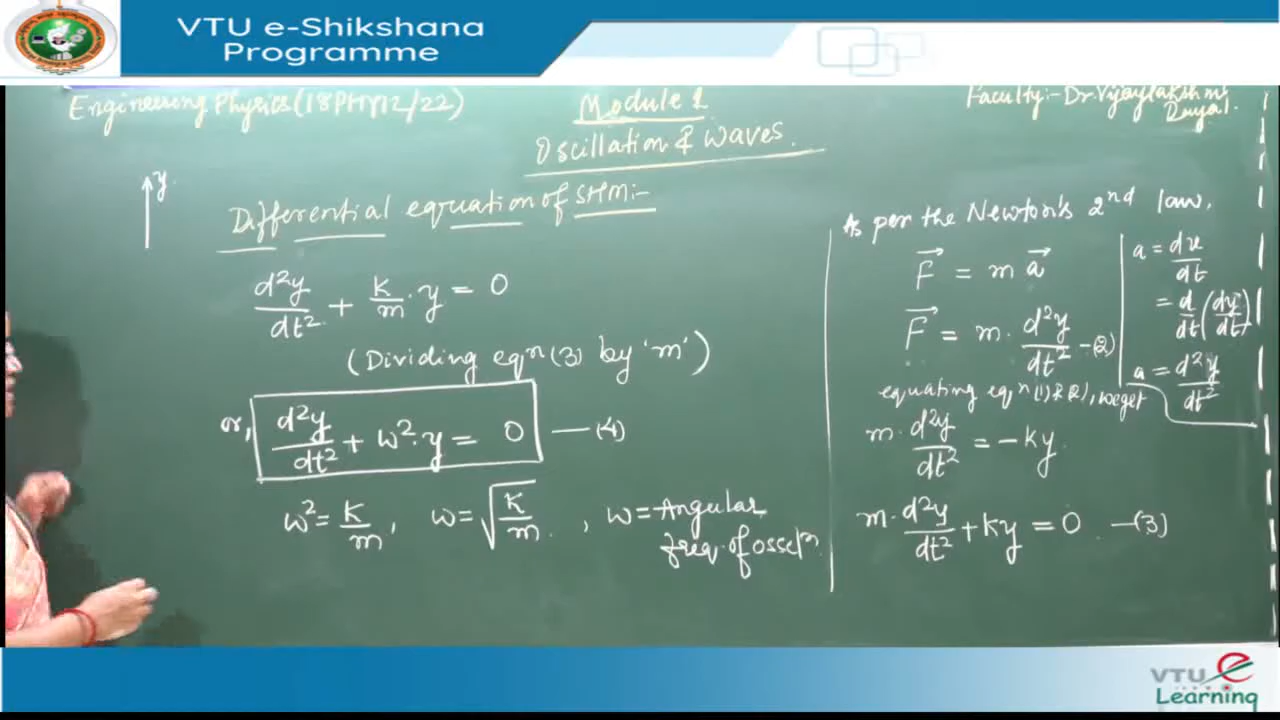 VTU e-Shikshana
Programme
Engineering Physics (18PHY12/22)
Module 1
Oscillation & Waves.
Faculty:- Dr. Vijaylakshmi
Dayal.
y
Differential equation of SHM:-
d²y/dt² + k/m . y = 0
(Dividing eqⁿ (3) by 'm')
or, d²y/dt² + ω².y = 0 —(4)
ω² = k/m, ω = √(k/m), ω = Angular
freq. of
As per the Newton's 2nd law,
F⃗ = m a⃗
F⃗ = m. d²y/dt² —(2)
equating eqⁿ (1) & (2), we get
m. d²y/dt² = -ky
m. d²y/dt² + ky = 0 —(3)
a = /dt
= d/dt (dy/dt)
a = d²y/dt²
VTU e
Learning